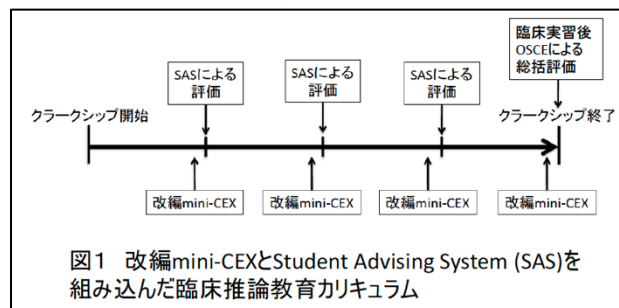 臨床実習後
OSCEによる
総括評価
SASによる
評価
SASによる
評価
SASによる
評価
クラークシップ開始
クラークシップ終了
改編mini-CEX
改編mini-CEX
改編mini-CEX
改編mini-CEX
図1 改編mini-CEXとStudent Advising System (SAS)を
組み込んだ臨床推論教育カリキュラム